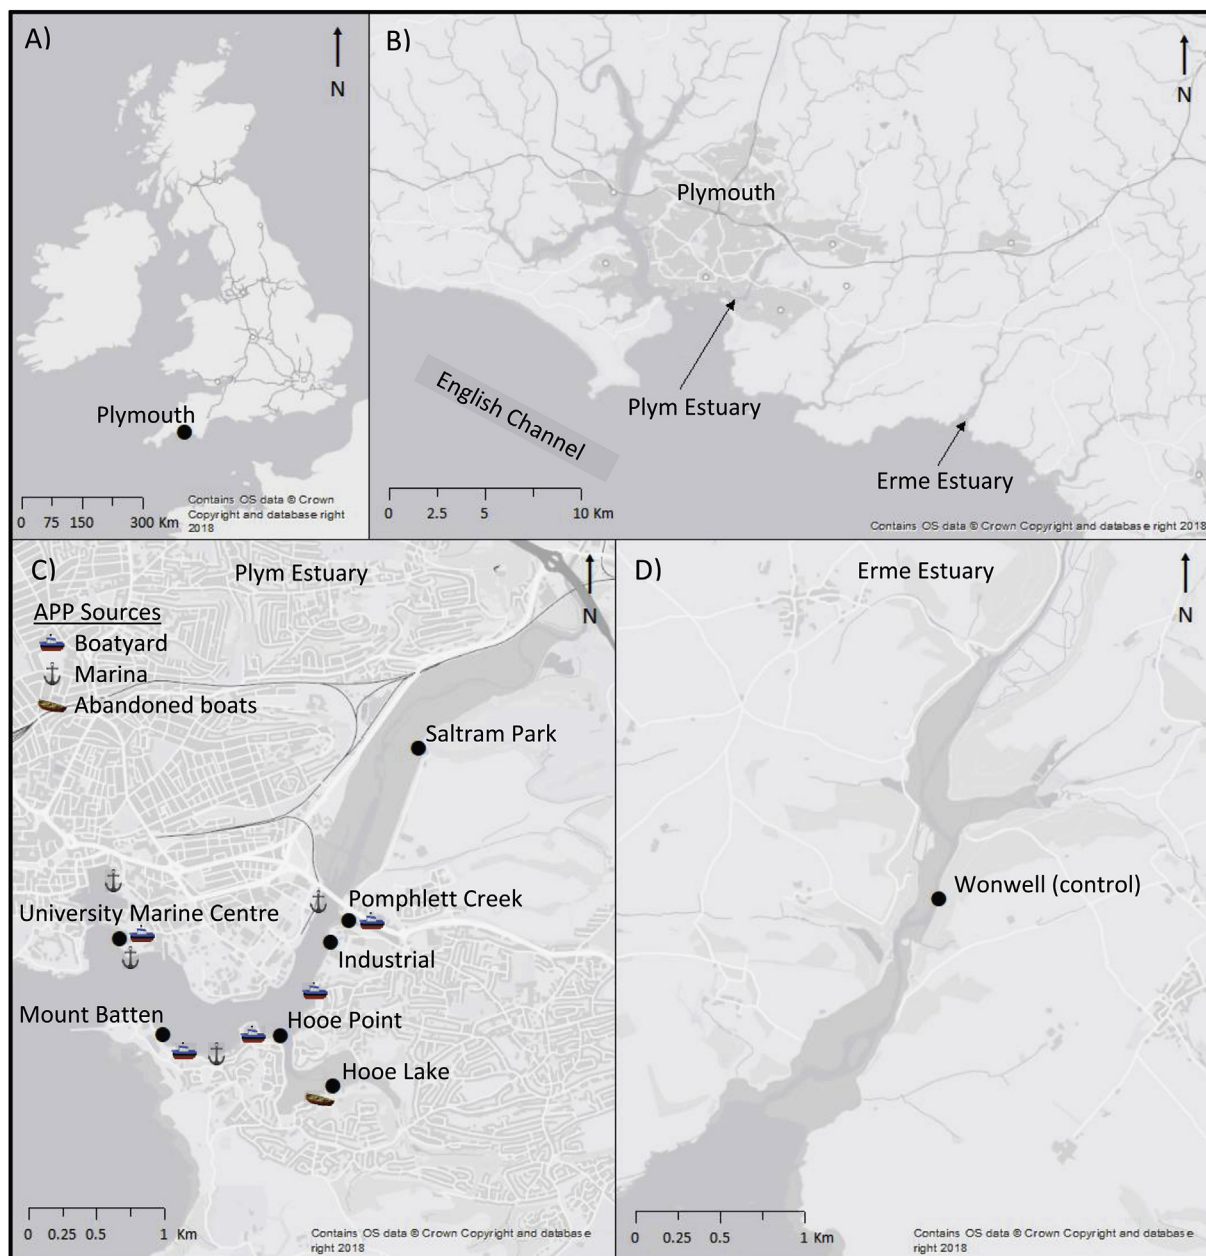 A)
N
Plymouth
0 75 150 300 Km
Contains OS data © Crown
Copyright and database right
2018
B)
N
Plymouth
English Channel
Plym Estuary
Erme Estuary
0 2.5 5 10 Km
Contains OS data © Crown Copyright and database right 2018
C)
Plym Estuary
N
APP Sources
Boatyard
Marina
Abandoned boats
Saltram Park
Pomphlett Creek
University Marine Centre
Industrial
Mount Batten
Hooe Point
Hooe Lake
0 0.25 0.5 1 Km
Contains OS data © Crown Copyright and database
right 2018
D)
Erme Estuary
N
Wonwell (control)
0 0.25 0.5 1 Km
Contains OS data © Crown Copyright and database
right 2018